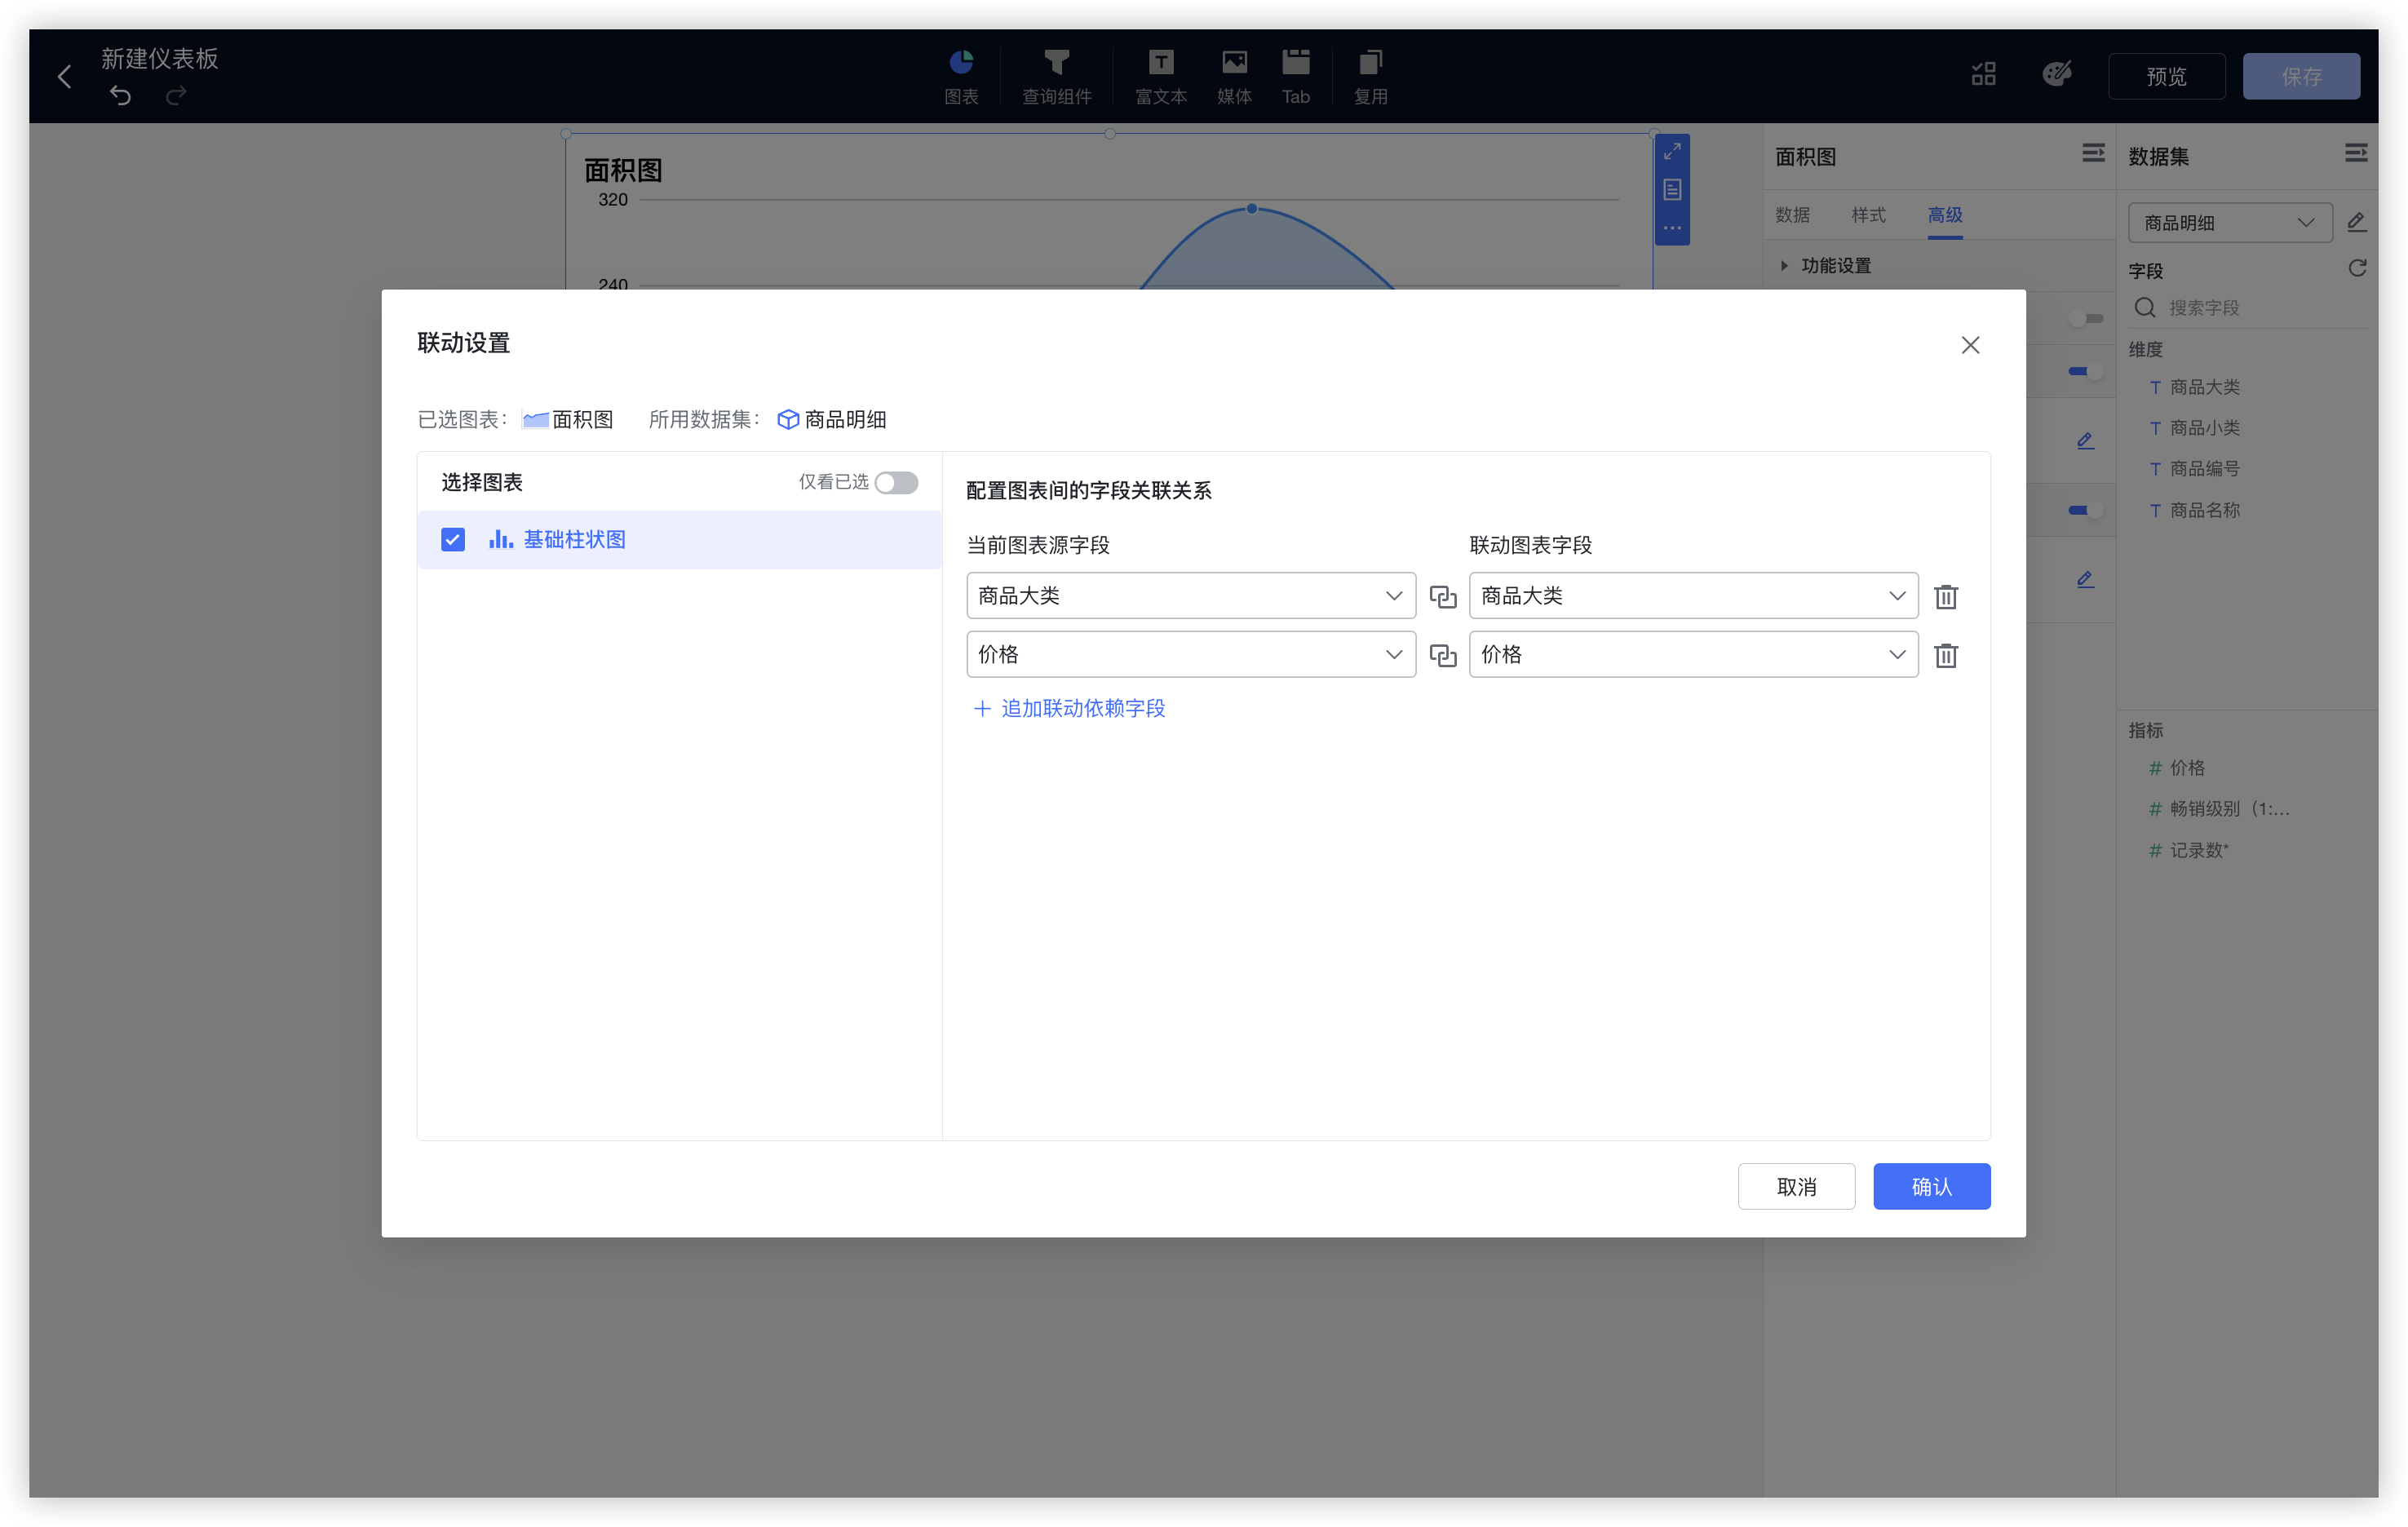 新建仪表板
图表
查询组件
富文本
媒体
Tab
复用
预览
保存
面积图
320
240
面积图
数据
样式
高级
功能设置
数据集
商品明细
字段
搜索字段
维度
T 商品大类
T 商品小类
T 商品编号
T 商品名称
指标
# 价格
# 畅销级别（1:...
# 记录数*
联动设置
已选图表： 面积图 所用数据集： 商品明细
选择图表 仅看已选
基础柱状图
配置图表间的字段关联关系
当前图表源字段 联动图表字段
商品大类 商品大类
价格 价格
+ 追加联动依赖字段
取消 确认